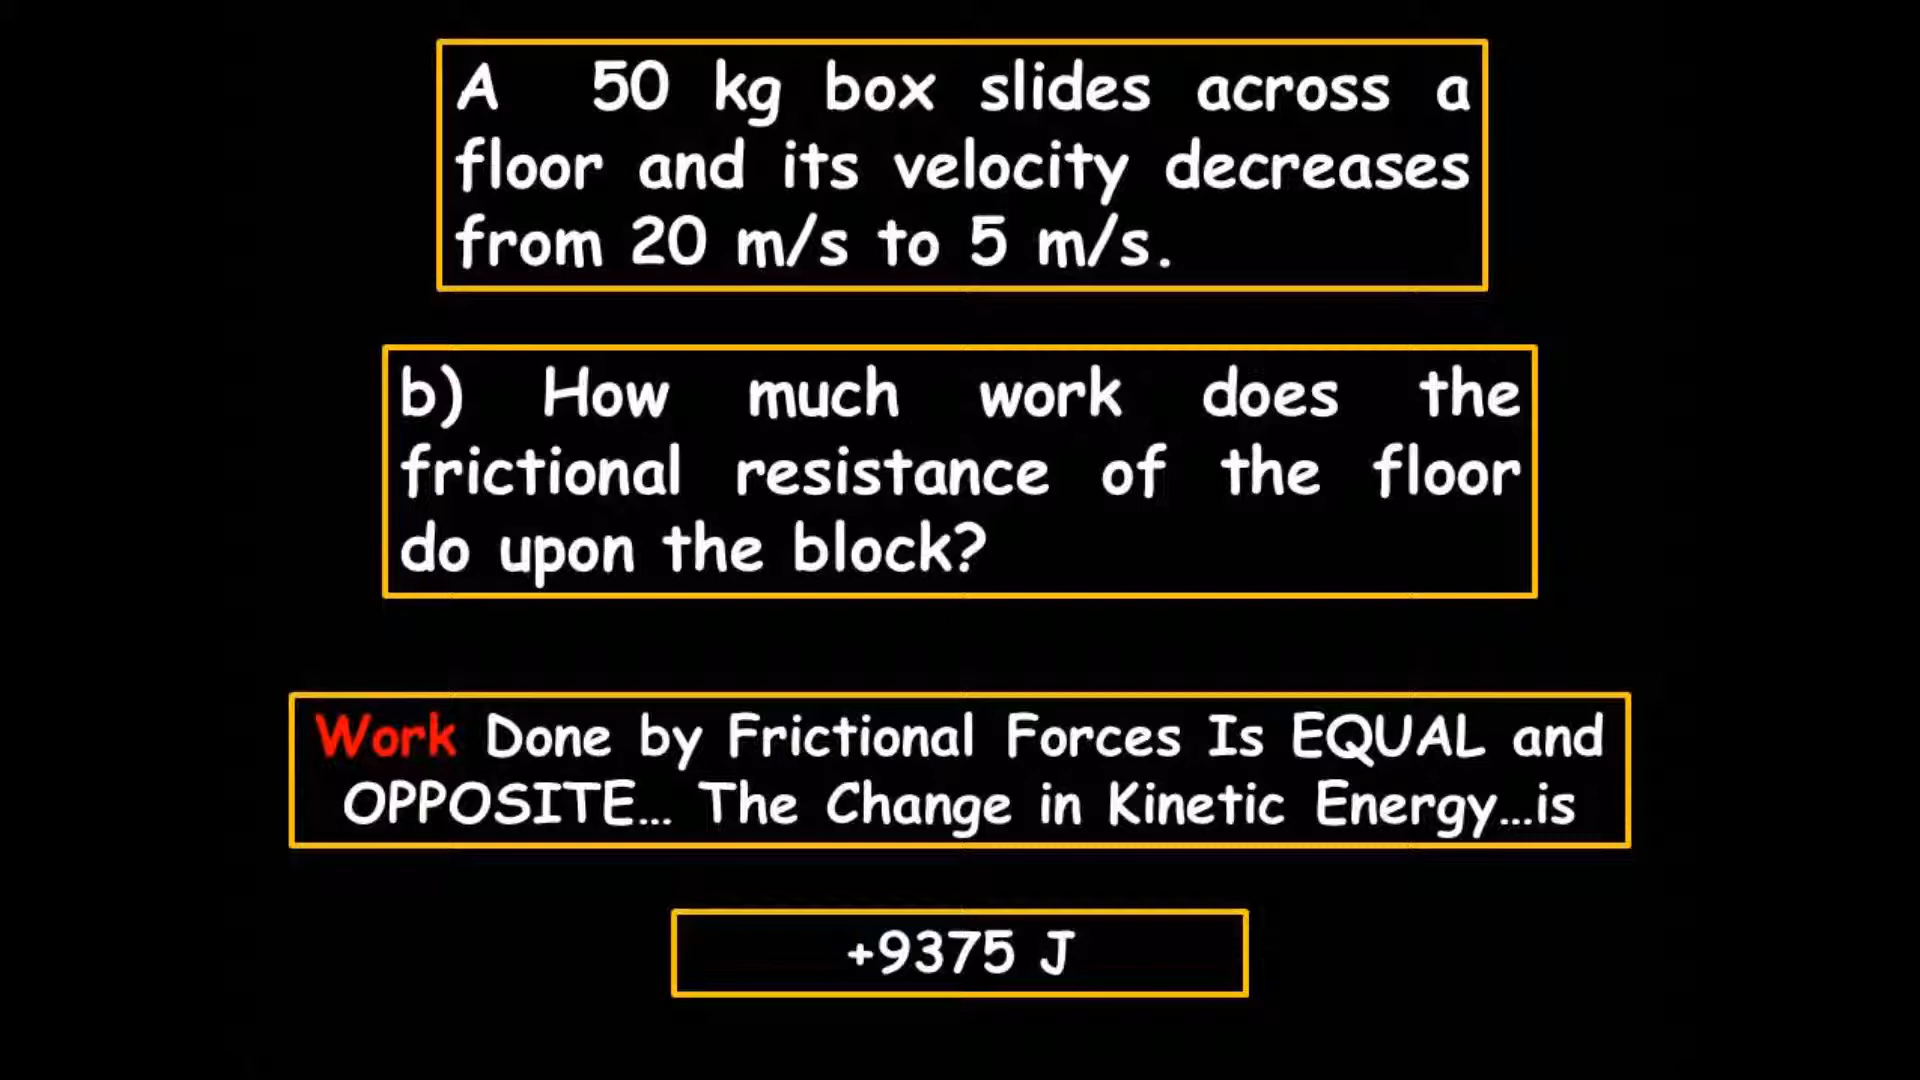 A 50 kg box slides across a
floor and its velocity decreases
from 20 m/s to 5 m/s.
b) How much work does the
frictional resistance of the floor
do upon the block?
Work Done by Frictional Forces Is EQUAL and
OPPOSITE... The Change in Kinetic Energy...is
+9375 J